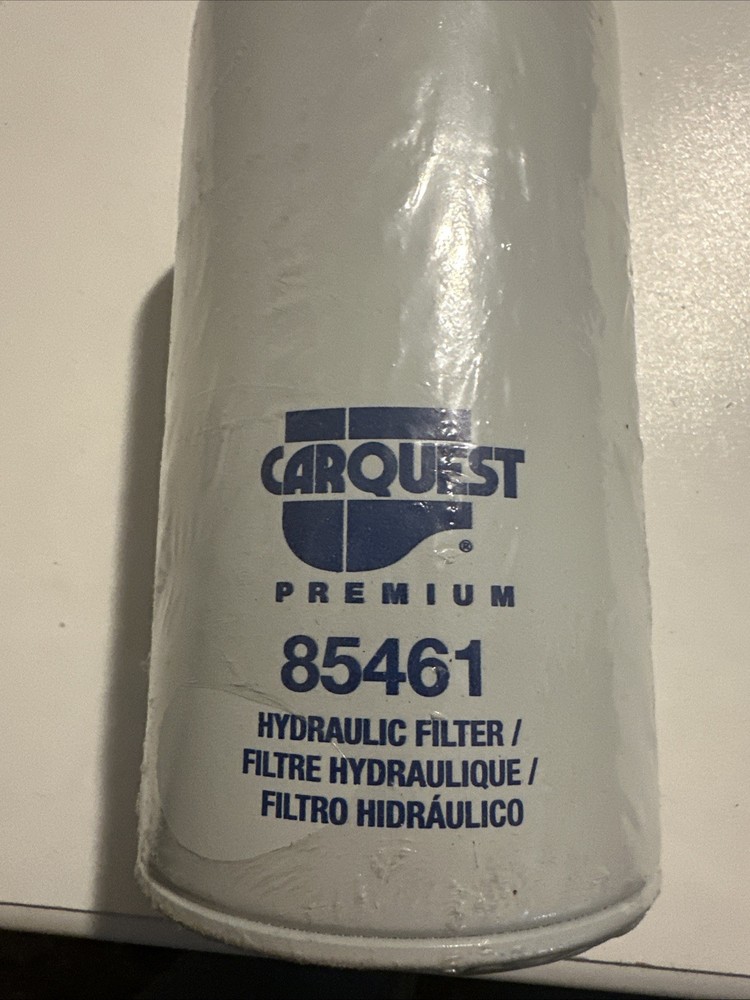 CARQUEST
®
PREMIUM
85461
HYDRAULIC FILTER /
FILTRE HYDRAULIQUE /
FILTRO HIDRÁULICO